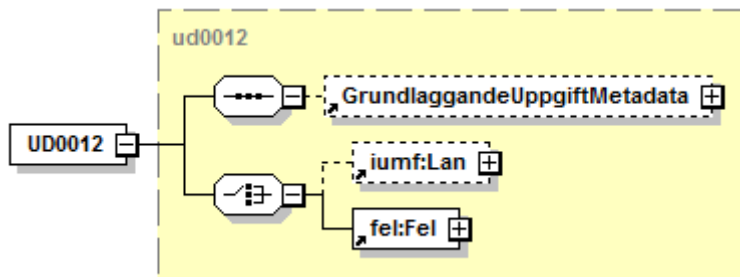 ud0012
GrundlaggandeUppgiftMetadata
UD0012
iumf:Lan
fel:Fel